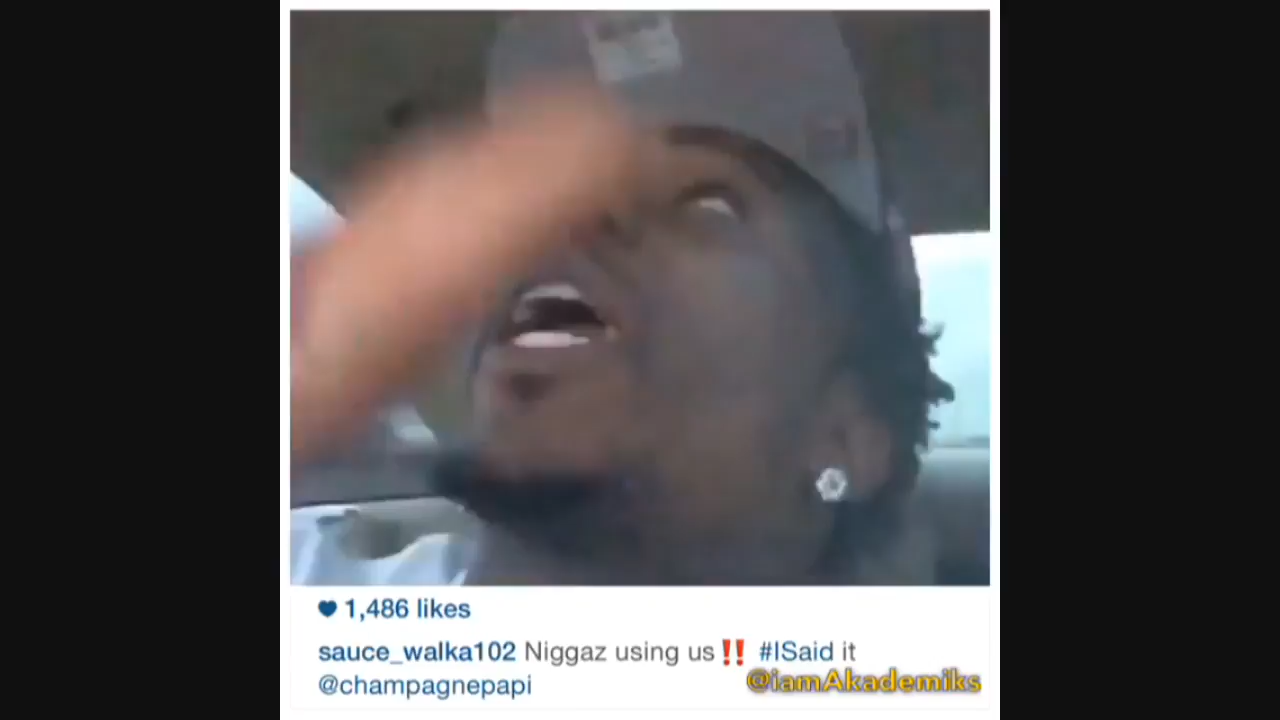 1,486 likes
sauce_walka102 Niggaz using us‼️ #ISaid it
@champagnepapi
@iamAkademiks